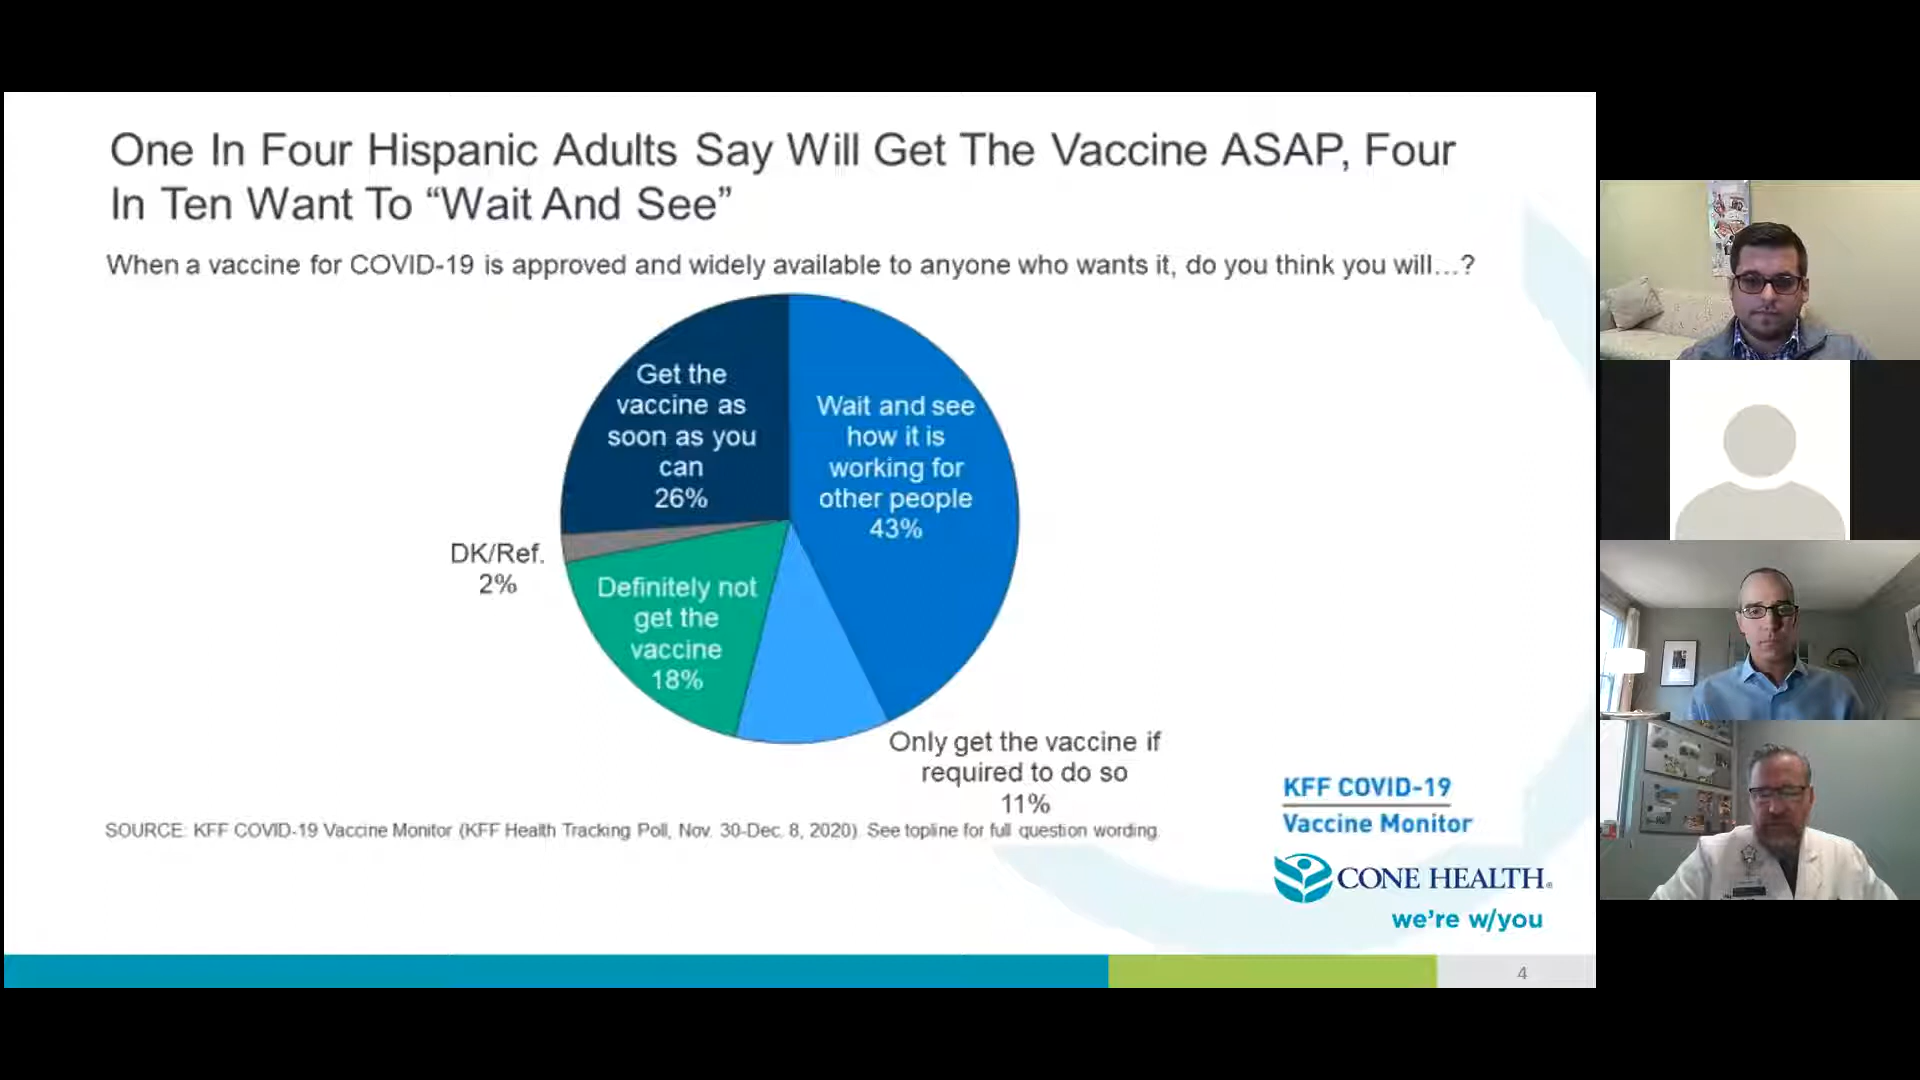 One In Four Hispanic Adults Say Will Get The Vaccine ASAP, Four
In Ten Want To “Wait And See”
When a vaccine for COVID-19 is approved and widely available to anyone who wants it, do you think you will…?
Get the
vaccine as
soon as you
can
26%
Wait and see
how it is
working for
other people
43%
DK/Ref.
2%
Definitely not
get the
vaccine
18%
Only get the vaccine if
required to do so
11%
SOURCE: KFF COVID-19 Vaccine Monitor (KFF Health Tracking Poll, Nov. 30-Dec. 8, 2020). See topline for full question wording.
KFF COVID-19
Vaccine Monitor
CONE HEALTH®
we’re w/you
4